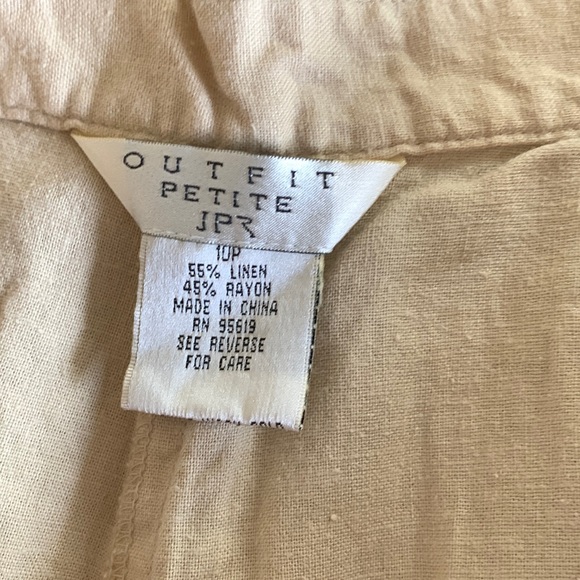 OUTFIT
PETITE
JPR
10P
55% LINEN
45% RAYON
MADE IN CHINA
RN 95619
SEE REVERSE
FOR CARE